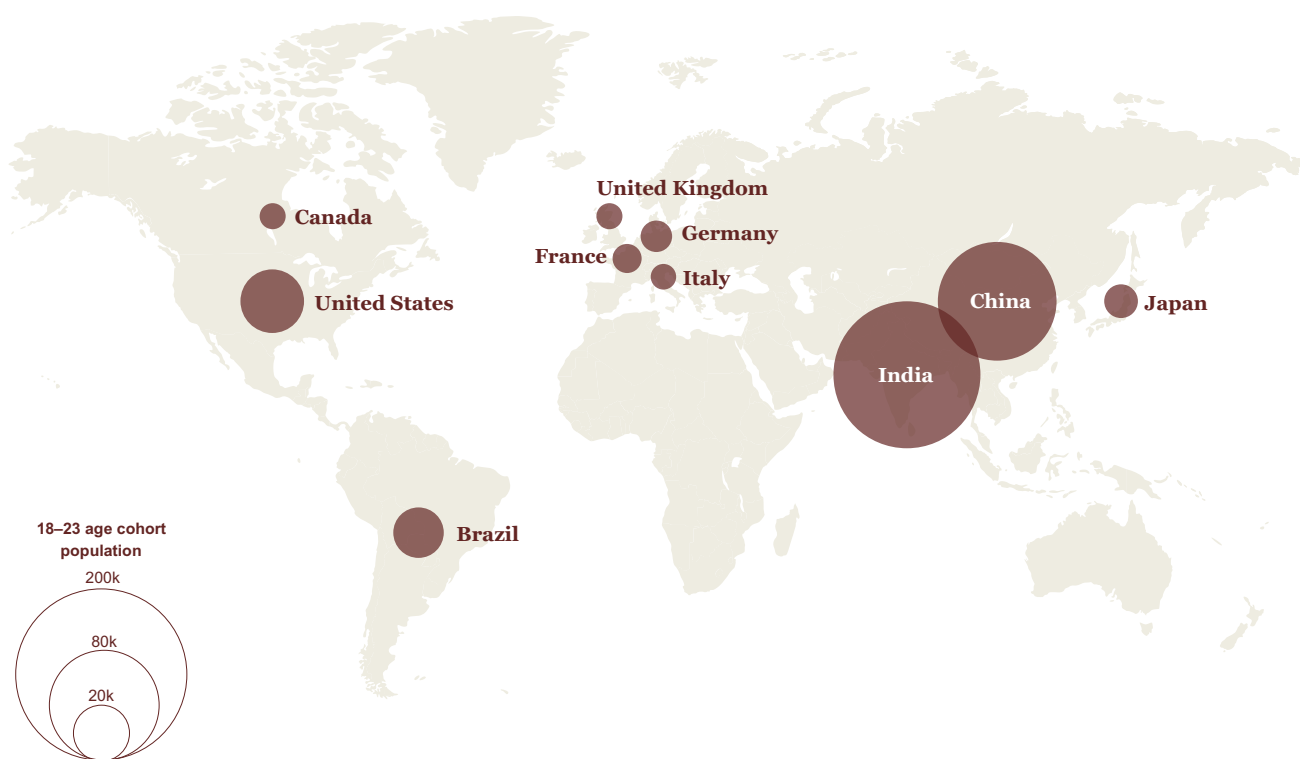 United Kingdom
Canada
Germany
France
Italy
United States
China
Japan
India
Brazil
18–23 age cohort
population
200k
80k
20k